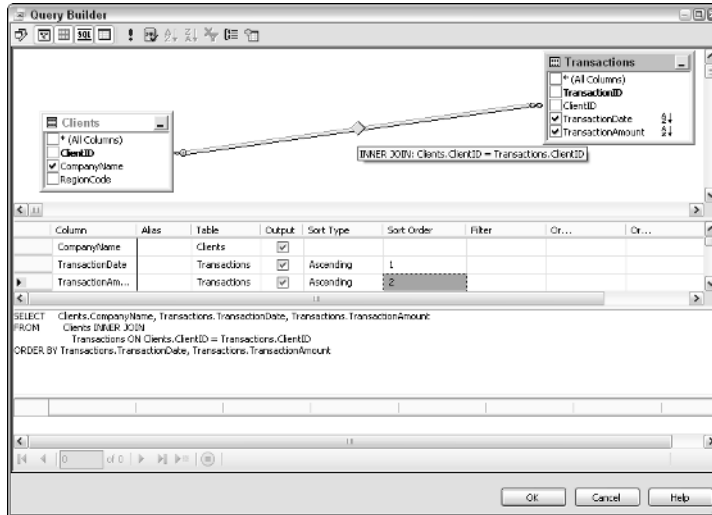 Query Builder
SQL
Transactions
* (All Columns)
TransactionID
ClientID
TransactionDate
TransactionAmount
Clients
* (All Columns)
ClientID
CompanyName
RegionCode
INNER JOIN: Clients.ClientID = Transactions.ClientID
Column Alias Table Output Sort Type Sort Order Filter Or... Or...
CompanyName Clients
TransactionDate Transactions Ascending 1
TransactionAm... Transactions Ascending 2
SELECT Clients.CompanyName, Transactions.TransactionDate, Transactions.TransactionAmount
FROM Clients INNER JOIN
Transactions ON Clients.ClientID = Transactions.ClientID
ORDER BY Transactions.TransactionDate, Transactions.TransactionAmount
0 of 0
OK Cancel Help